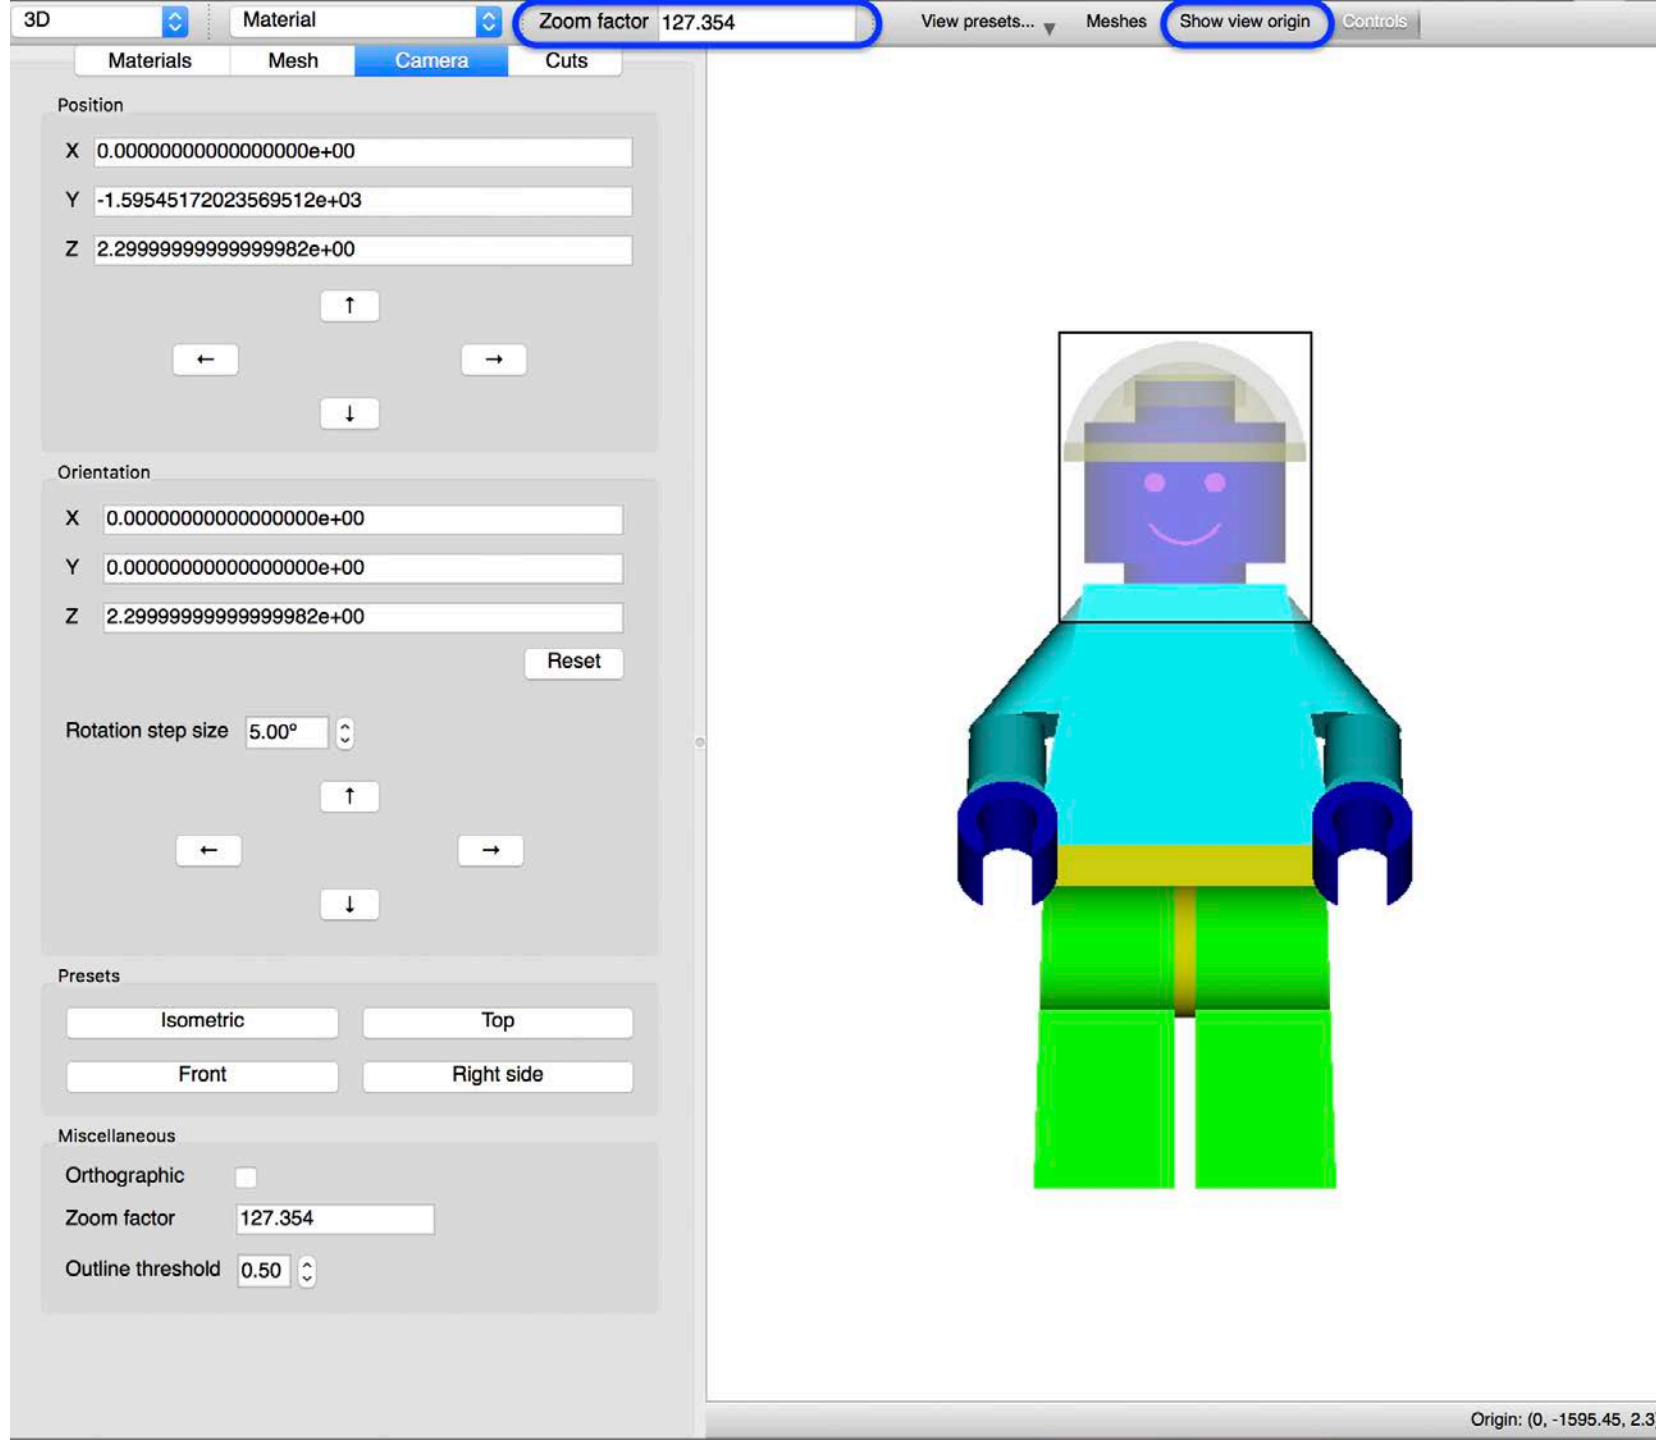 3D Material Zoom factor 127.354 View presets... Meshes Show view origin Controls
Materials Mesh Camera Cuts
Position
X 0.00000000000000000e+00
Y -1.59545172023569512e+03
Z 2.29999999999999982e+00
↑
← →
↓
Orientation
X 0.00000000000000000e+00
Y 0.00000000000000000e+00
Z 2.29999999999999982e+00
Reset
Rotation step size 5.00°
↑
← →
↓
Presets
Isometric Top
Front Right side
Miscellaneous
Orthographic
Zoom factor 127.354
Outline threshold 0.50
Origin: (0, -1595.45, 2.3)